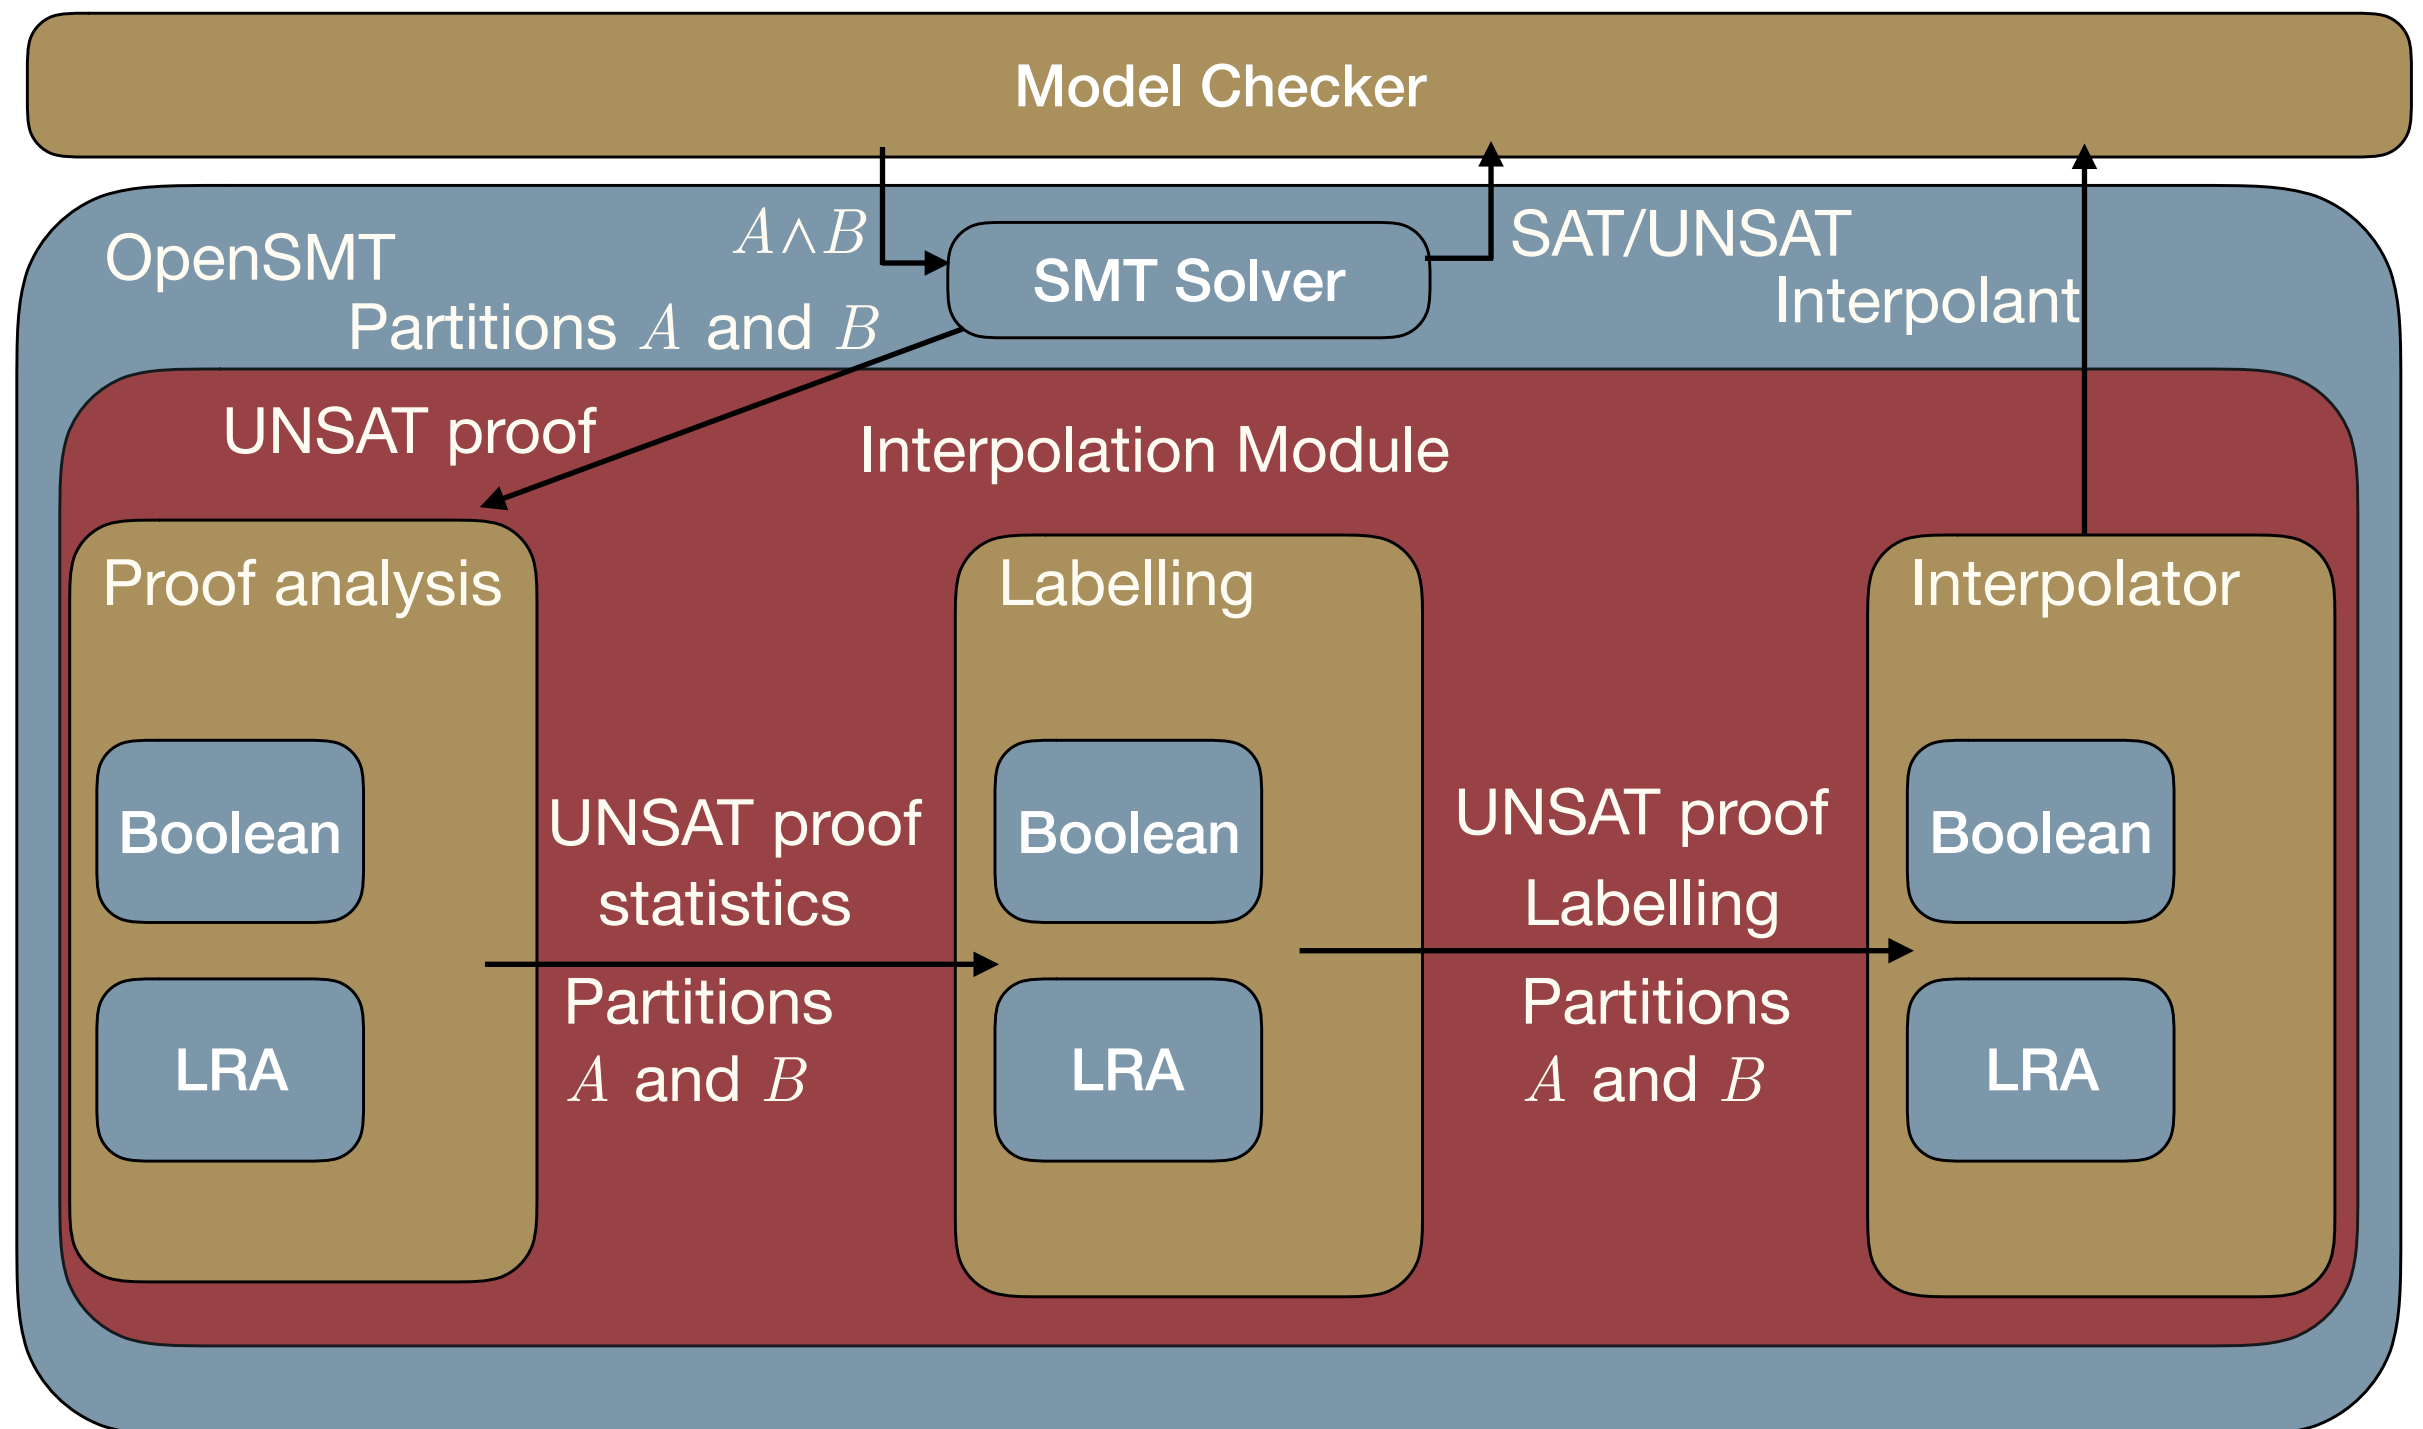 Model Checker
A∧B
SAT/UNSAT
OpenSMT
SMT Solver
Interpolant
Partitions A and B
UNSAT proof
Interpolation Module
Proof analysis
Boolean
LRA
UNSAT proof
statistics
Partitions
A and B
Labelling
Boolean
LRA
UNSAT proof
Labelling
Partitions
A and B
Interpolator
Boolean
LRA